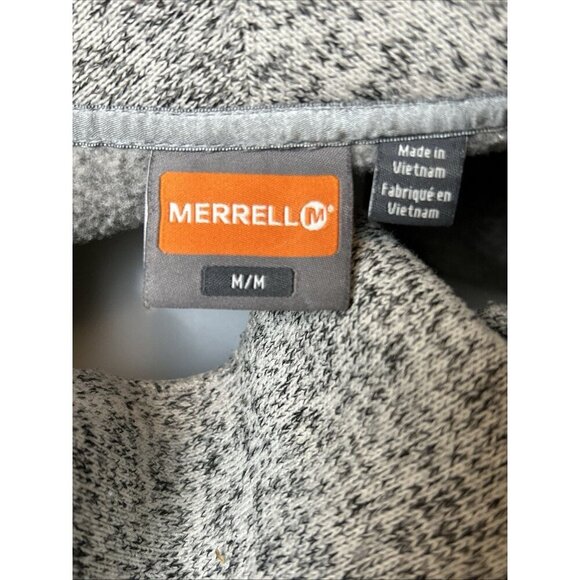 MERRELL M®
M/M
Made in
Vietnam
Fabriqué en
Vietnam